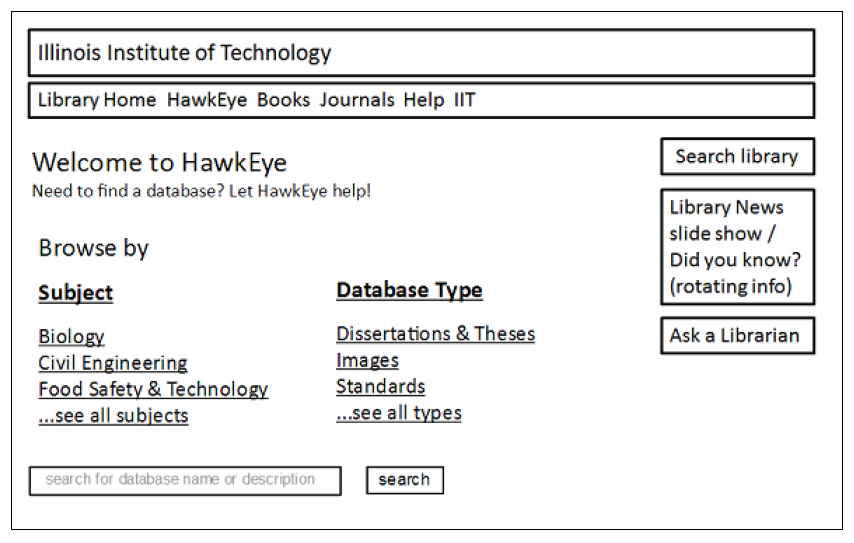 Illinois Institute of Technology
Library Home HawkEye Books Journals Help IIT
Welcome to HawkEye
Need to find a database? Let HawkEye help!
Browse by
Subject
Biology
Civil Engineering
Food Safety & Technology
...see all subjects
Database Type
Dissertations & Theses
Images
Standards
...see all types
search for database name or description
search
Search library
Library News
slide show /
Did you know?
(rotating info)
Ask a Librarian